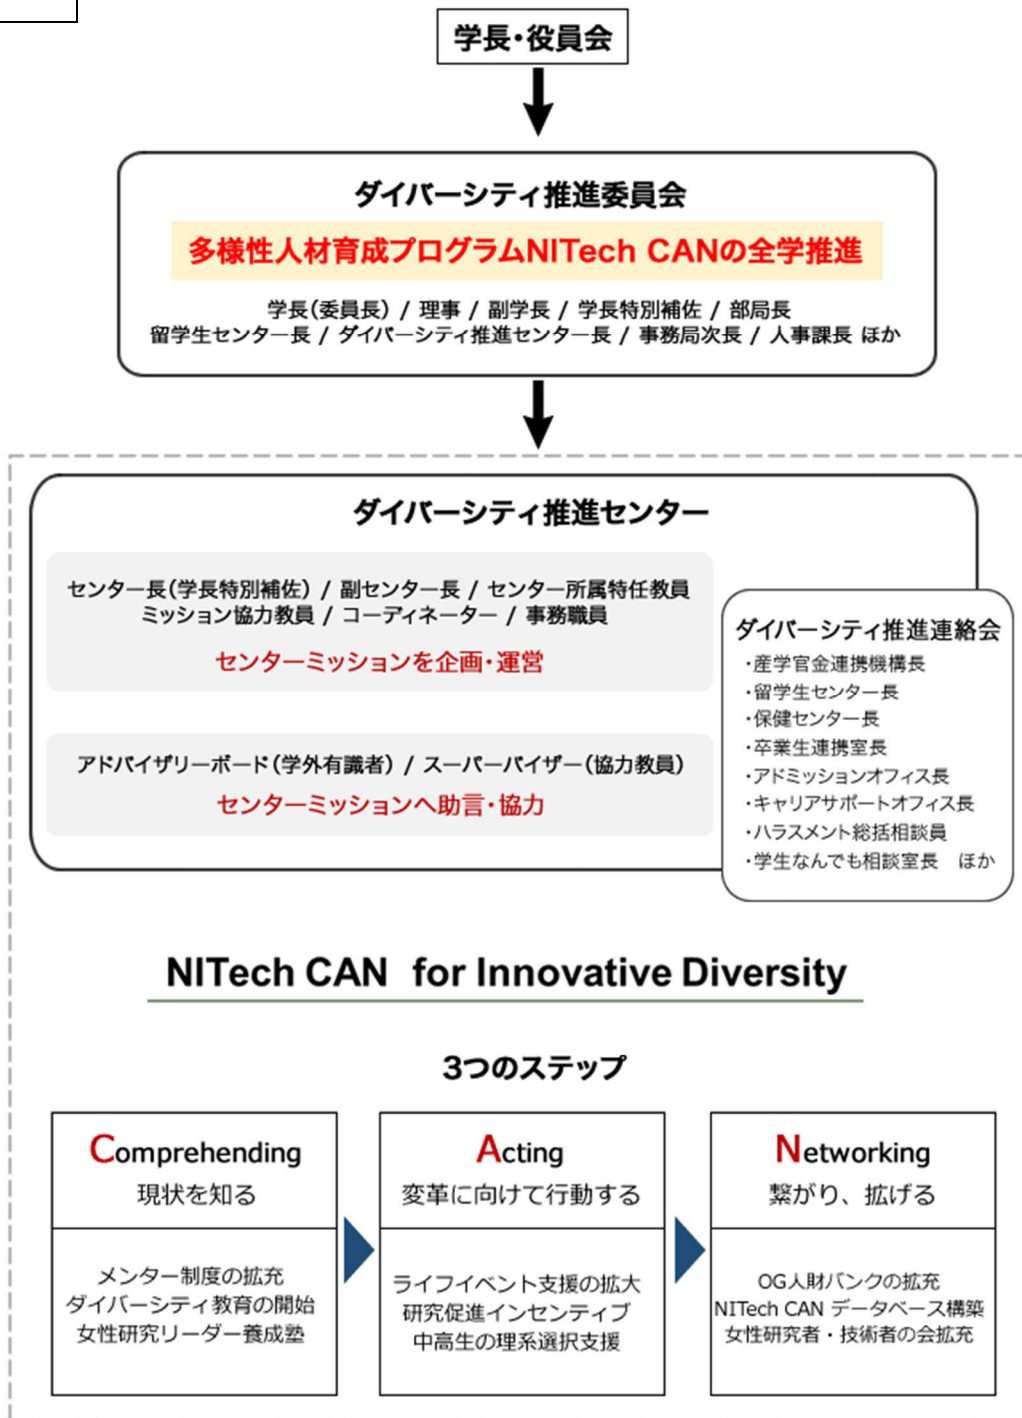 学長・役員会
ダイバーシティ推進委員会
多様性人材育成プログラムNITech CANの全学推進
学長(委員長) / 理事 / 副学長 / 学長特別補佐 / 部局長
留学生センター長 / ダイバーシティ推進センター長 / 事務局次長 / 人事課長 ほか
ダイバーシティ推進センター
センター長(学長特別補佐) / 副センター長 / センター所属特任教員
ミッション協力教員 / コーディネーター / 事務職員
センターミッションを企画・運営
アドバイザリーボード(学外有識者) / スーパーバイザー(協力教員)
センターミッションへ助言・協力
ダイバーシティ推進連絡会
・産学官金連携機構長
・留学生センター長
・保健センター長
・卒業生連携室長
・アドミッションオフィス長
・キャリアサポートオフィス長
・ハラスメント総括相談員
・学生なんでも相談室長 ほか
NITech CAN for Innovative Diversity
3つのステップ
Comprehending
現状を知る
メンター制度の拡充
ダイバーシティ教育の開始
女性研究リーダー養成塾
Acting
変革に向けて行動する
ライフイベント支援の拡大
研究促進インセンティブ
中高生の理系選択支援
Networking
繋がり、拡げる
OG人財バンクの拡充
NITech CAN データベース構築
女性研究者・技術者の会拡充